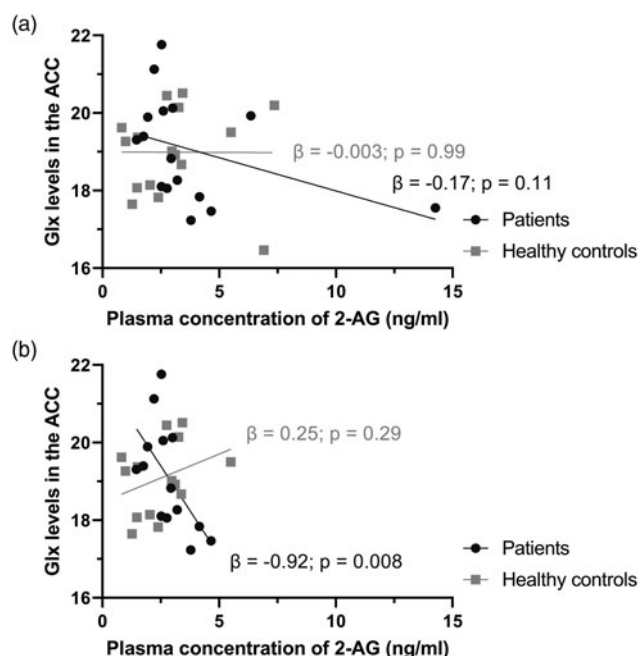 (a)
22
20
18
16
0
5
10
15
Glx levels in the ACC
Plasma concentration of 2-AG (ng/ml)
β = -0.003; p = 0.99
β = -0.17; p = 0.11
Patients
Healthy controls
(b)
22
20
18
16
0
5
10
15
Glx levels in the ACC
Plasma concentration of 2-AG (ng/ml)
β = 0.25; p = 0.29
β = -0.92; p = 0.008
Patients
Healthy controls